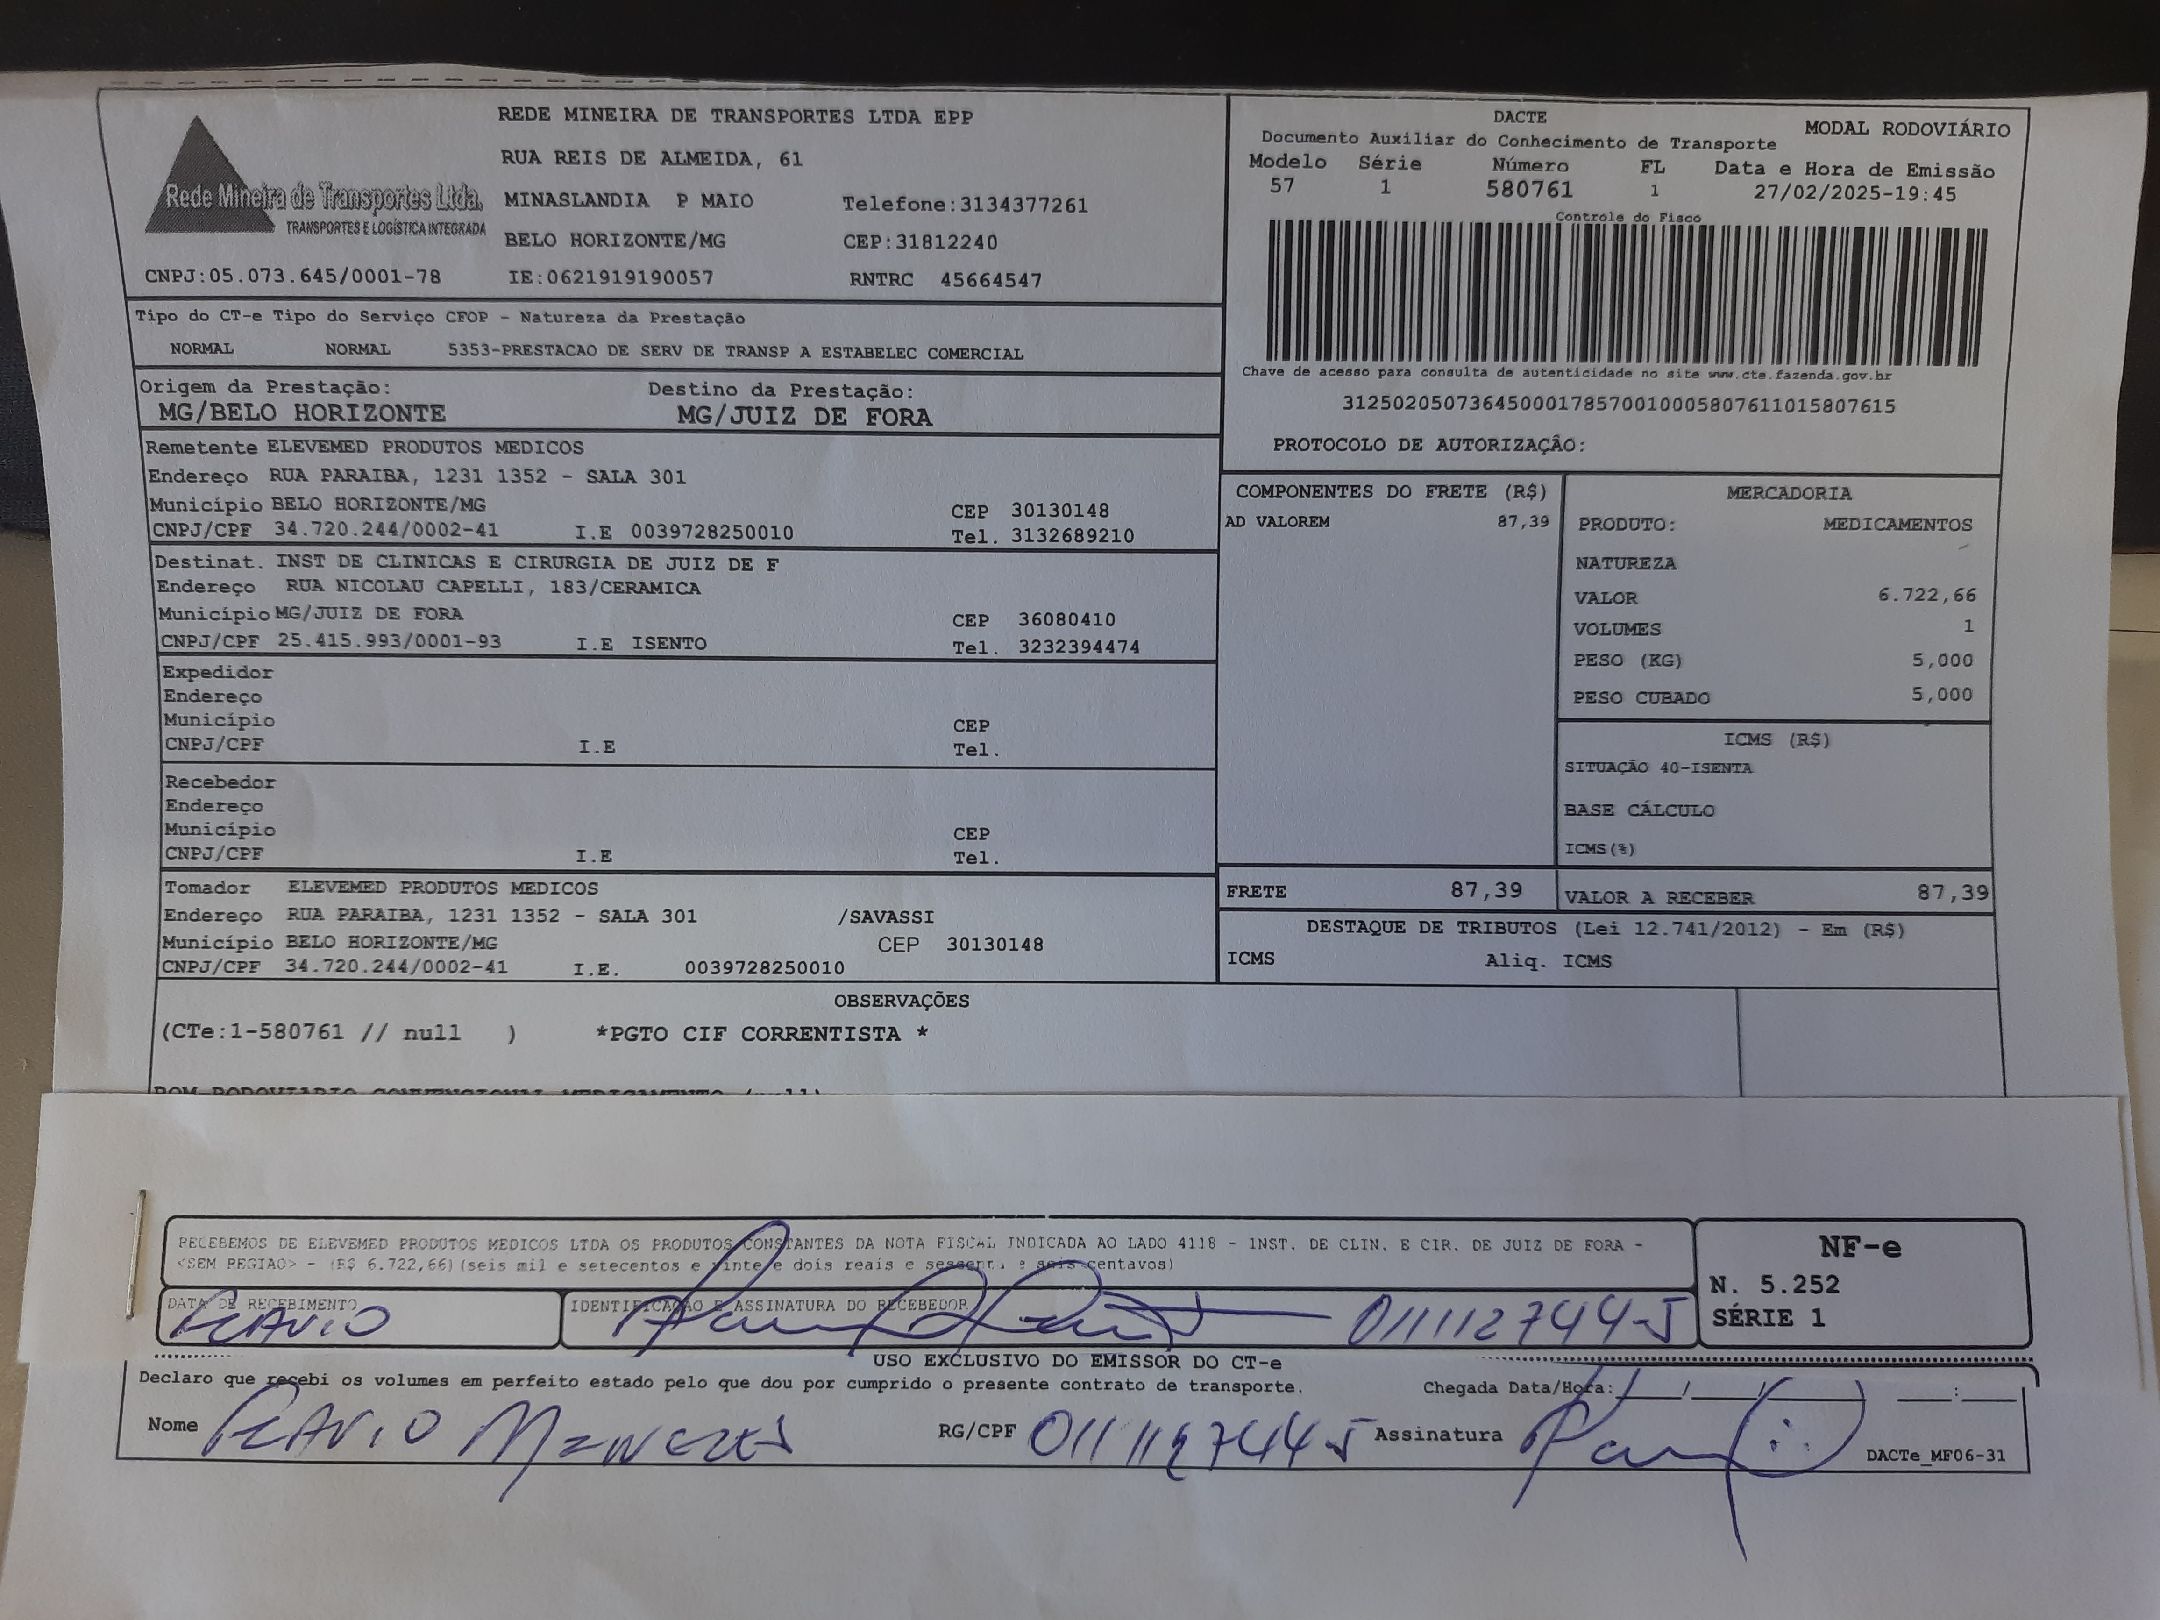 REDE MINEIRA DE TRANSPORTES LTDA EPP
RUA REIS DE ALMEIDA, 61
MINASLANDIA P MAIO Telefone:3134377261
BELO HORIZONTE/MG CEP:31812240
CNPJ:05.073.645/0001-78 IE:0621919190057 RNTRC 45664547
Rede Mineira de Transportes Ltda.
TRANSPORTES E LOGÍSTICA INTEGRADA
DACTE
MODAL RODOVIÁRIO
Documento Auxiliar do Conhecimento de Transporte
Modelo Série Número FL Data e Hora de Emissão
57 1 580761 1 27/02/2025-19:45
Controle do Fisco
Chave de acesso para consulta de autenticidade no site www.cte.fazenda.gov.br
31250205073645000178570010005807611015807615
PROTOCOLO DE AUTORIZAÇÃO:
Tipo do CT-e Tipo do Serviço CFOP - Natureza da Prestação
NORMAL NORMAL 5353-PRESTACAO DE SERV DE TRANSP A ESTABELEC COMERCIAL
Origem da Prestação: Destino da Prestação:
MG/BELO HORIZONTE MG/JUIZ DE FORA
Remetente ELEVEMED PRODUTOS MEDICOS
Endereço RUA PARAIBA, 1231 1352 - SALA 301
Município BELO HORIZONTE/MG CEP 30130148
CNPJ/CPF 34.720.244/0002-41 I.E 0039728250010 Tel. 3132689210
Destinat. INST DE CLINICAS E CIRURGIA DE JUIZ DE F
Endereço RUA NICOLAU CAPELLI, 183/CERAMICA
Município MG/JUIZ DE FORA CEP 36080410
CNPJ/CPF 25.415.993/0001-93 I.E ISENTO Tel. 3232394474
Expedidor
Endereço
Município CEP
CNPJ/CPF I.E Tel.
Recebedor
Endereço
Município CEP
CNPJ/CPF I.E Tel.
Tomador ELEVEMED PRODUTOS MEDICOS
Endereço RUA PARAIBA, 1231 1352 - SALA 301 /SAVASSI
Município BELO HORIZONTE/MG CEP 30130148
CNPJ/CPF 34.720.244/0002-41 I.E. 0039728250010
COMPONENTES DO FRETE (R$)
AD VALOREM 87,39
MERCADORIA
PRODUTO: MEDICAMENTOS
NATUREZA
VALOR 6.722,66
VOLUMES 1
PESO (KG) 5,000
PESO CUBADO 5,000
ICMS (R$)
SITUAÇÃO 40-ISENTA
BASE CÁLCULO
ICMS(%)
FRETE 87,39 VALOR A RECEBER 87,39
DESTAQUE DE TRIBUTOS (Lei 12.741/2012) - Em (R$)
ICMS Aliq. ICMS
OBSERVAÇÕES
(CTe:1-580761 // null ) *PGTO CIF CORRENTISTA *
ROM RODOVIARIO CONVENCIONAL MEDICAMENTO (null)
RECEBEMOS DE ELEVEMED PRODUTOS MEDICOS LTDA OS PRODUTOS CONSTANTES DA NOTA FISCAL INDICADA AO LADO 4118 - INST. DE CLIN. E CIR. DE JUIZ DE FORA -
<SEM REGIAO> - (R$ 6.722,66)(seis mil e setecentos e vinte e dois reais e sessenta e seis centavos)
NF-e
N. 5.252
SÉRIE 1
DATA DE RECEBIMENTO IDENTIFICAÇÃO E ASSINATURA DO RECEBEDOR
FLAVIO
USO EXCLUSIVO DO EMISSOR DO CT-e
Declaro que recebi os volumes em perfeito estado pelo que dou por cumprido o presente contrato de transporte. Chegada Data/Hora: / / :
Nome FLAVIO MENEZES RG/CPF Assinatura
DACTe_MF06-31